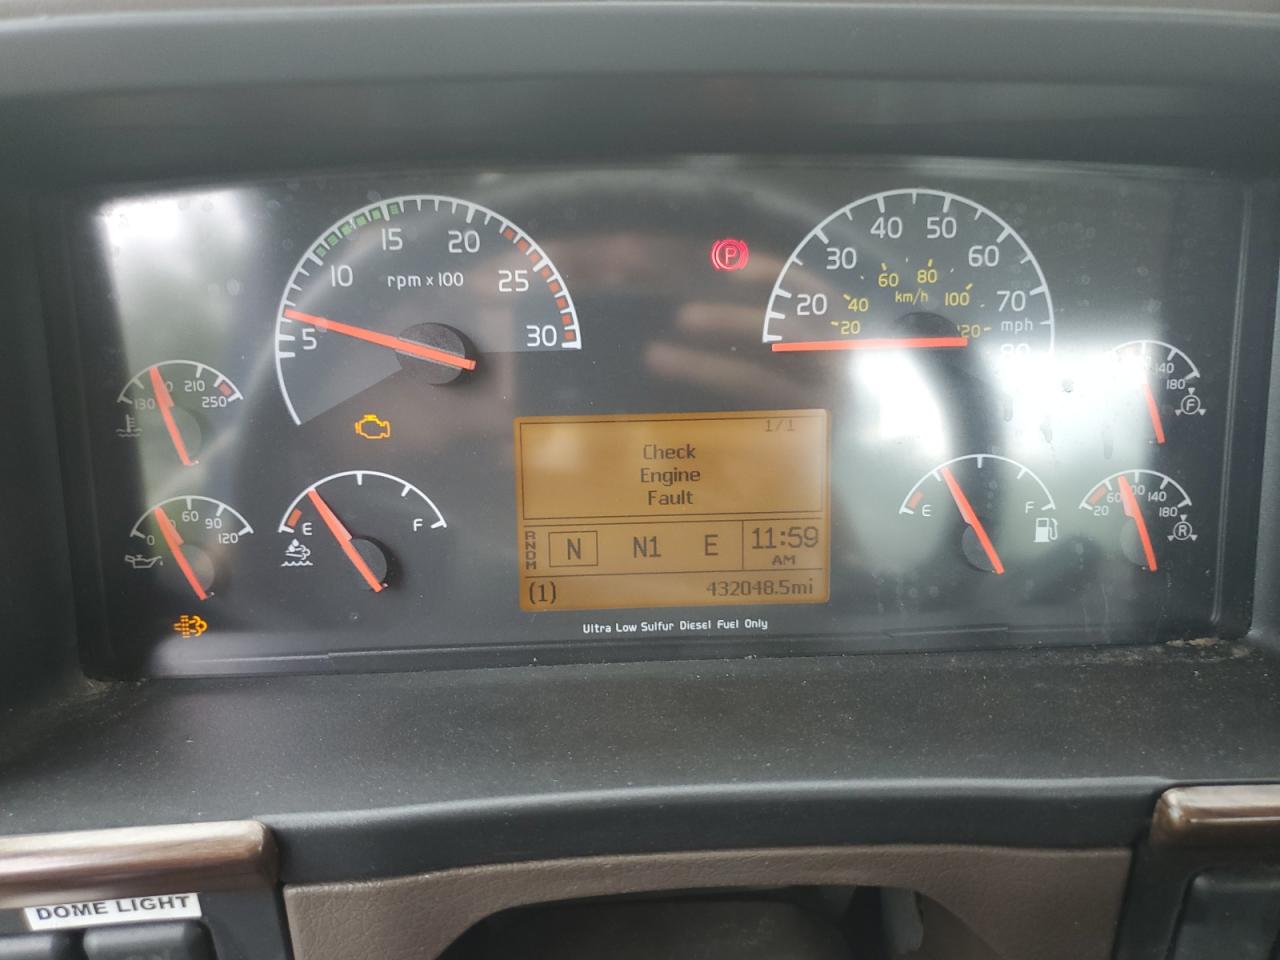 15 20
10 rpm x 100 25
5 30
P
40 50
30 60
60 80
20 40 km/h 100 70
20 120 mph
80
210
130 250
60
0 90
120
E F
1/1
Check
Engine
Fault
RNDM N N1 E 11:59
AM
(1) 432048.5mi
Ultra Low Sulfur Diesel Fuel Only
E F
140
180
F
60 140
20 180
R
DOME LIGHT